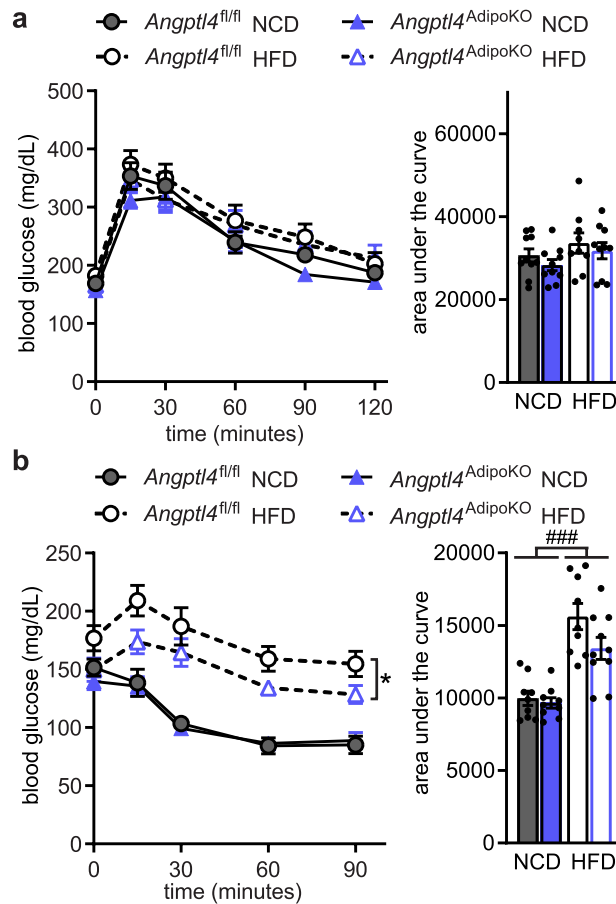 a
Angptl4fl/fl NCD
Angptl4AdipoKO NCD
Angptl4fl/fl HFD
Angptl4AdipoKO HFD
blood glucose (mg/dL)
500
400
300
200
100
0
0 30 60 90 120
time (minutes)
area under the curve
60000
40000
20000
0
NCD HFD
b
Angptl4fl/fl NCD
Angptl4AdipoKO NCD
Angptl4fl/fl HFD
Angptl4AdipoKO HFD
blood glucose (mg/dL)
250
200
150
100
50
0
*
0 30 60 90
time (minutes)
area under the curve
###
20000
15000
10000
5000
0
NCD HFD